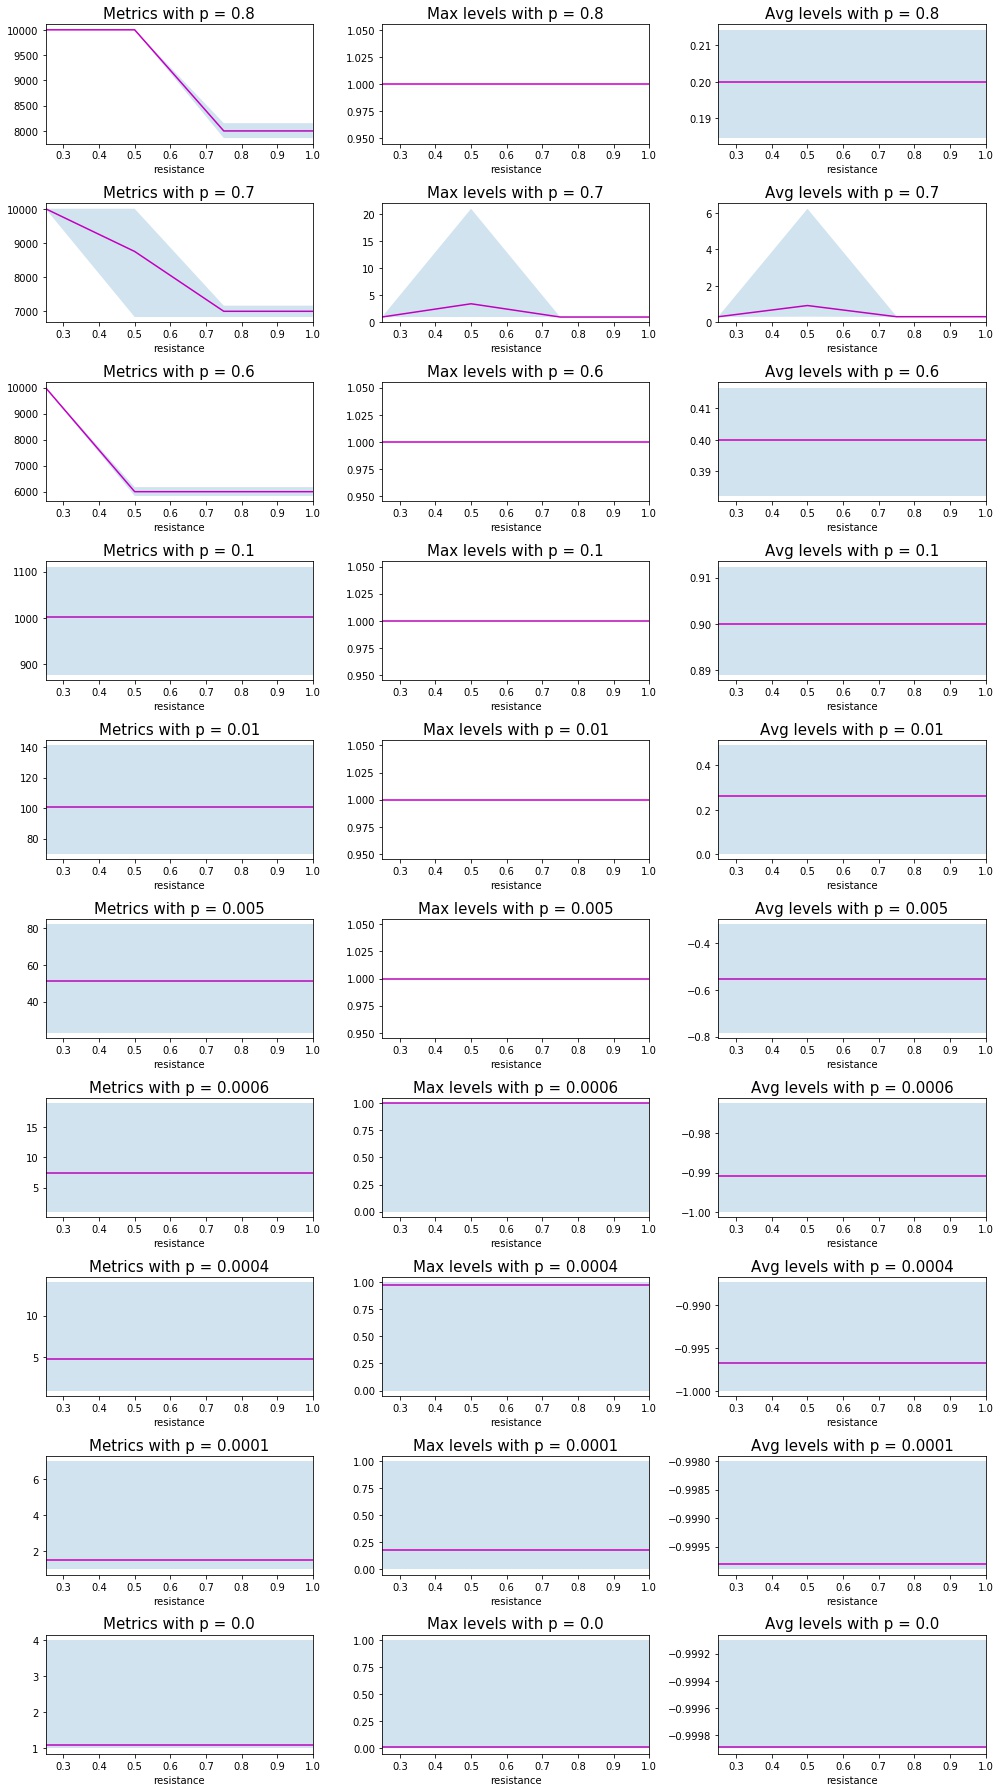 Metrics with p = 0.8 Max levels with p = 0.8 Avg levels with p = 0.8
10000 1.050 0.21
9500 1.025
9000 1.000 0.20
8500 0.975 0.19
8000 0.950
0.3 0.4 0.5 0.6 0.7 0.8 0.9 1.0 0.3 0.4 0.5 0.6 0.7 0.8 0.9 1.0 0.3 0.4 0.5 0.6 0.7 0.8 0.9 1.0
resistance resistance resistance
Metrics with p = 0.7 Max levels with p = 0.7 Avg levels with p = 0.7
10000 20 6
9000 15 4
8000 10 2
7000 5
0 0
0.3 0.4 0.5 0.6 0.7 0.8 0.9 1.0 0.3 0.4 0.5 0.6 0.7 0.8 0.9 1.0 0.3 0.4 0.5 0.6 0.7 0.8 0.9 1.0
resistance resistance resistance
Metrics with p = 0.6 Max levels with p = 0.6 Avg levels with p = 0.6
10000 1.050 0.41
9000 1.025
8000 1.000 0.40
7000 0.975 0.39
6000 0.950
0.3 0.4 0.5 0.6 0.7 0.8 0.9 1.0 0.3 0.4 0.5 0.6 0.7 0.8 0.9 1.0 0.3 0.4 0.5 0.6 0.7 0.8 0.9 1.0
resistance resistance resistance
Metrics with p = 0.1 Max levels with p = 0.1 Avg levels with p = 0.1
1100 1.050 0.91
1.025
1000 1.000 0.90
0.975
900 0.950 0.89
0.3 0.4 0.5 0.6 0.7 0.8 0.9 1.0 0.3 0.4 0.5 0.6 0.7 0.8 0.9 1.0 0.3 0.4 0.5 0.6 0.7 0.8 0.9 1.0
resistance resistance resistance
Metrics with p = 0.01 Max levels with p = 0.01 Avg levels with p = 0.01
140 1.050 0.4
120 1.025
100 1.000 0.2
80 0.975
0.950 0.0
0.3 0.4 0.5 0.6 0.7 0.8 0.9 1.0 0.3 0.4 0.5 0.6 0.7 0.8 0.9 1.0 0.3 0.4 0.5 0.6 0.7 0.8 0.9 1.0
resistance resistance resistance
Metrics with p = 0.005 Max levels with p = 0.005 Avg levels with p = 0.005
80 1.050 −0.4
60 1.025
1.000 −0.6
40 0.975
0.950 −0.8
0.3 0.4 0.5 0.6 0.7 0.8 0.9 1.0 0.3 0.4 0.5 0.6 0.7 0.8 0.9 1.0 0.3 0.4 0.5 0.6 0.7 0.8 0.9 1.0
resistance resistance resistance
Metrics with p = 0.0006 Max levels with p = 0.0006 Avg levels with p = 0.0006
15 1.00 −0.98
0.75
10 0.50 −0.99
5 0.25
0.00 −1.00
0.3 0.4 0.5 0.6 0.7 0.8 0.9 1.0 0.3 0.4 0.5 0.6 0.7 0.8 0.9 1.0 0.3 0.4 0.5 0.6 0.7 0.8 0.9 1.0
resistance resistance resistance
Metrics with p = 0.0004 Max levels with p = 0.0004 Avg levels with p = 0.0004
10 1.00 −0.990
0.75
5 0.50 −0.995
0.25
0.00 −1.000
0.3 0.4 0.5 0.6 0.7 0.8 0.9 1.0 0.3 0.4 0.5 0.6 0.7 0.8 0.9 1.0 0.3 0.4 0.5 0.6 0.7 0.8 0.9 1.0
resistance resistance resistance
Metrics with p = 0.0001 Max levels with p = 0.0001 Avg levels with p = 0.0001
6 1.00 −0.9980
0.75 −0.9985
4 0.50 −0.9990
2 0.25 −0.9995
0.00
0.3 0.4 0.5 0.6 0.7 0.8 0.9 1.0 0.3 0.4 0.5 0.6 0.7 0.8 0.9 1.0 0.3 0.4 0.5 0.6 0.7 0.8 0.9 1.0
resistance resistance resistance
Metrics with p = 0.0 Max levels with p = 0.0 Avg levels with p = 0.0
4 1.00 −0.9992
3 0.75 −0.9994
2 0.50 −0.9996
1 0.25 −0.9998
0.00
0.3 0.4 0.5 0.6 0.7 0.8 0.9 1.0 0.3 0.4 0.5 0.6 0.7 0.8 0.9 1.0 0.3 0.4 0.5 0.6 0.7 0.8 0.9 1.0
resistance resistance resistance